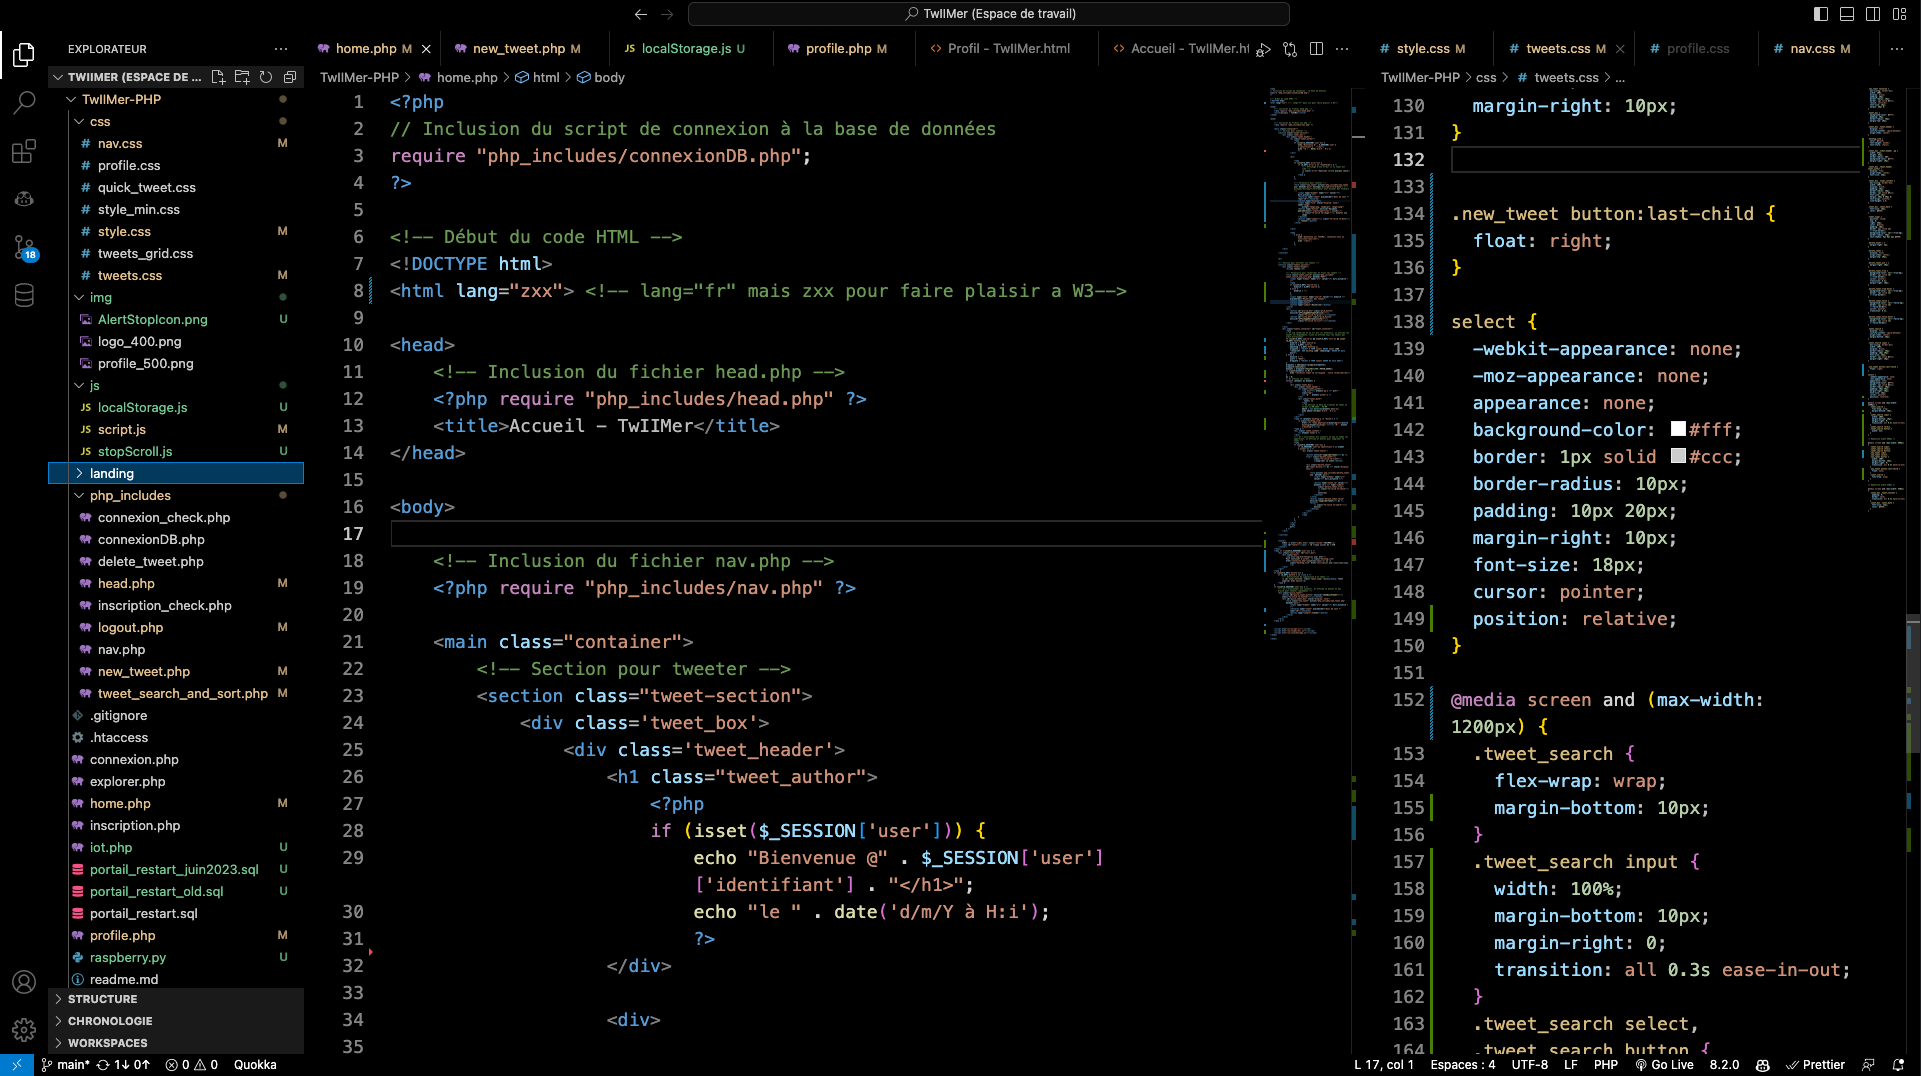 TwIIMer (Espace de travail)
EXPLORATEUR
TWIIMER (ESPACE DE ...
TwIIMer-PHP
css
# nav.css M
# profile.css
# quick_tweet.css
# style_min.css
# style.css M
# tweets_grid.css
# tweets.css M
img
AlertStopIcon.png U
logo_400.png
profile_500.png
js
JS localStorage.js U
JS script.js M
JS stopScroll.js U
landing
php_includes
connexion_check.php
connexionDB.php
delete_tweet.php
head.php M
inscription_check.php
logout.php M
nav.php
new_tweet.php M
tweet_search_and_sort.php M
.gitignore
.htaccess
connexion.php
explorer.php
home.php M
inscription.php
iot.php U
portail_restart_juin2023.sql U
portail_restart_old.sql U
portail_restart.sql
profile.php M
raspberry.py U
readme.md
STRUCTURE
CHRONOLOGIE
WORKSPACES
18
home.php M
new_tweet.php M
JS localStorage.js U
profile.php M
<> Profil - TwIIMer.html
<> Accueil - TwIIMer.ht
TwIIMer-PHP > home.php > html > body
1 <?php
2 // Inclusion du script de connexion à la base de données
3 require "php_includes/connexionDB.php";
4 ?>
5
6 <!-- Début du code HTML -->
7 <!DOCTYPE html>
8 <html lang="zxx"> <!-- lang="fr" mais zxx pour faire plaisir a W3-->
9
10 <head>
11 <!-- Inclusion du fichier head.php -->
12 <?php require "php_includes/head.php" ?>
13 <title>Accueil - TwIIMer</title>
14 </head>
15
16 <body>
17
18 <!-- Inclusion du fichier nav.php -->
19 <?php require "php_includes/nav.php" ?>
20
21 <main class="container">
22 <!-- Section pour tweeter -->
23 <section class="tweet-section">
24 <div class='tweet_box'>
25 <div class='tweet_header'>
26 <h1 class="tweet_author">
27 <?php
28 if (isset($_SESSION['user'])) {
29 echo "Bienvenue @" . $_SESSION['user']
['identifiant'] . "</h1>";
30 echo "le " . date('d/m/Y à H:i');
31 ?>
32 </div>
33
34 <div>
35
# style.css M
# tweets.css M
# profile.css
# nav.css M
TwIIMer-PHP > css > # tweets.css > ...
130 margin-right: 10px;
131 }
132
133
134 .new_tweet button:last-child {
135 float: right;
136 }
137
138 select {
139 -webkit-appearance: none;
140 -moz-appearance: none;
141 appearance: none;
142 background-color: #fff;
143 border: 1px solid #ccc;
144 border-radius: 10px;
145 padding: 10px 20px;
146 margin-right: 10px;
147 font-size: 18px;
148 cursor: pointer;
149 position: relative;
150 }
151
152 @media screen and (max-width:
1200px) {
153 .tweet_search {
154 flex-wrap: wrap;
155 margin-bottom: 10px;
156 }
157 .tweet_search input {
158 width: 100%;
159 margin-bottom: 10px;
160 margin-right: 0;
161 transition: all 0.3s ease-in-out;
162 }
163 .tweet_search select,
164 .tweet_search button {
main* 1↓ 0↑ 0 0 Quokka
L 17, col 1 Espaces : 4 UTF-8 LF PHP Go Live 8.2.0 Prettier